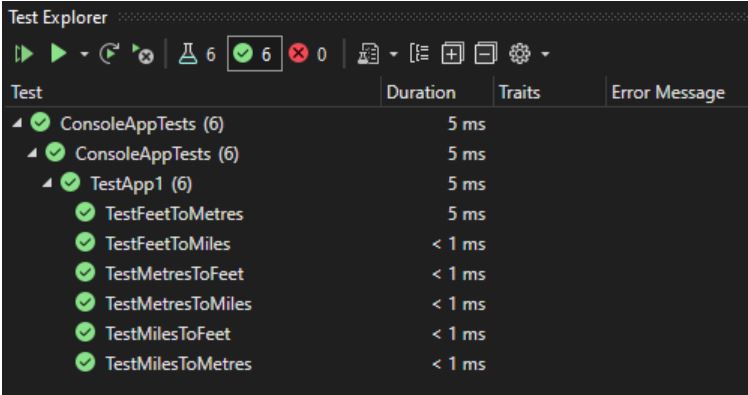 Test Explorer
6 6 0
Test Duration Traits Error Message
ConsoleAppTests (6) 5 ms
ConsoleAppTests (6) 5 ms
TestApp1 (6) 5 ms
TestFeetToMetres 5 ms
TestFeetToMiles < 1 ms
TestMetresToFeet < 1 ms
TestMetresToMiles < 1 ms
TestMilesToFeet < 1 ms
TestMilesToMetres < 1 ms